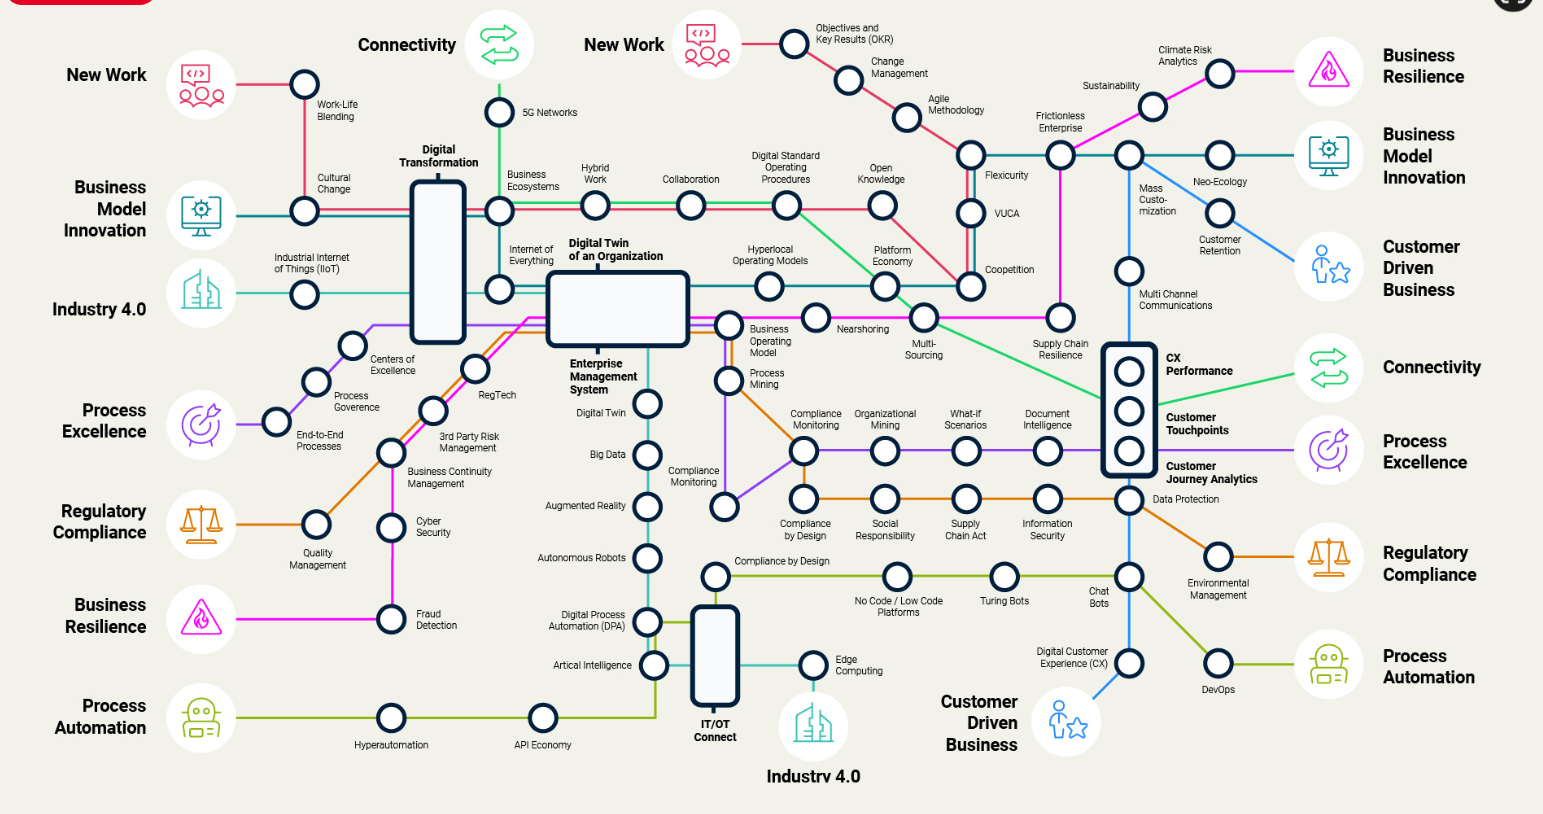 New Work
Connectivity
New Work
Objectives and
Key Results (OKR)
Change
Management
Agile
Methodology
Climate Risk
Analytics
Sustainability
Business
Resilience
Work-Life
Blending
5G Networks
Frictionless
Enterprise
Business
Model
Innovation
Digital
Transformation
Cultural
Change
Business
Ecosystems
Hybrid
Work
Collaboration
Digital Standard
Operating
Procedures
Open
Knowledge
Flexicurity
Mass
Custo-
mization
Neo-Ecology
Business
Model
Innovation
VUCA
Customer
Retention
Customer
Driven
Business
Industrial Internet
of Things (IIoT)
Internet of
Everything
Digital Twin
of an Organization
Hyperlocal
Operating Models
Platform
Economy
Coopetition
Multi Channel
Communications
Industry 4.0
Centers of
Excellence
Process
Goverence
End-to-End
Processes
Process
Excellence
RegTech
3rd Party Risk
Management
Business Continuity
Management
Enterprise
Management
System
Business
Operating
Model
Nearshoring
Multi-
Sourcing
Supply Chain
Resilience
Process
Mining
CX
Performance
Customer
Touchpoints
Customer
Journey Analytics
Connectivity
Digital Twin
Big Data
Compliance
Monitoring
Compliance
Monitoring
Organizational
Mining
What-if
Scenarios
Document
Intelligence
Process
Excellence
Regulatory
Compliance
Quality
Management
Cyber
Security
Augmented Reality
Compliance
by Design
Social
Responsibility
Supply
Chain Act
Information
Security
Data Protection
Autonomous Robots
Compliance by Design
No Code / Low Code
Platforms
Turing Bots
Chat
Bots
Environmental
Management
Regulatory
Compliance
Business
Resilience
Fraud
Detection
Digital Process
Automation (DPA)
Artical Intelligence
Edge
Computing
Digital Customer
Experience (CX)
DevOps
Process
Automation
Process
Automation
Hyperautomation
API Economy
IT/OT
Connect
Customer
Driven
Business
Industry 4.0